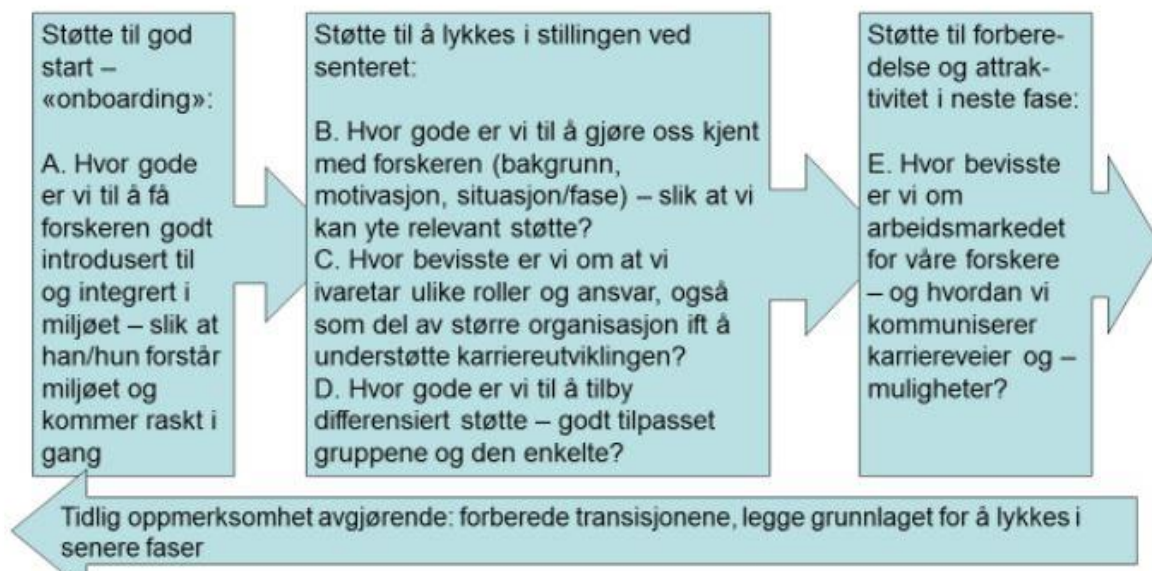 Støtte til god
start –
«onboarding»:
A. Hvor gode
er vi til å få
forskeren godt
introdusert til
og integrert i
miljøet – slik at
han/hun forstår
miljøet og
kommer raskt i
gang
Støtte til å lykkes i stillingen ved
senteret:
B. Hvor gode er vi til å gjøre oss kjent
med forskeren (bakgrunn,
motivasjon, situasjon/fase) – slik at vi
kan yte relevant støtte?
C. Hvor bevisste er vi om at vi
ivaretar ulike roller og ansvar, også
som del av større organisasjon ift å
understøtte karriereutviklingen?
D. Hvor gode er vi til å tilby
differensiert støtte – godt tilpasset
gruppene og den enkelte?
Støtte til forbere-
delse og attrak-
tivitet i neste fase:
E. Hvor bevisste
er vi om
arbeidsmarkedet
for våre forskere
– og hvordan vi
kommuniserer
karriereveier og –
muligheter?
Tidlig oppmerksomhet avgjørende: forberede transisjonene, legge grunnlaget for å lykkes i
senere faser